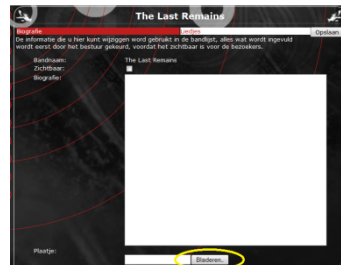 The Last Remains
Biografie
Liedjes
Opslaan
De informatie die u hier kunt wijzigen word gebruikt in de bandlijst, alles wat wordt ingevuld
wordt eerst door het bestuur gekeurd, voordat het zichtbaar is voor de bezoekers.
Bandnaam: The Last Remains
Zichtbaar:
Biografie:
Plaatje: Bladeren...